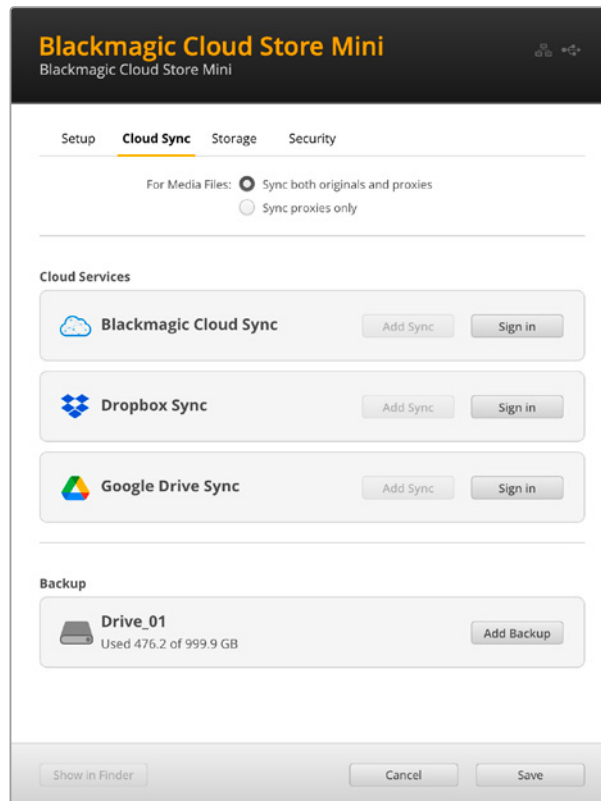 Blackmagic Cloud Store Mini
Blackmagic Cloud Store Mini
Setup Cloud Sync Storage Security
For Media Files: Sync both originals and proxies
Sync proxies only
Cloud Services
Blackmagic Cloud Sync Add Sync Sign in
Dropbox Sync Add Sync Sign in
Google Drive Sync Add Sync Sign in
Backup
Drive_01
Used 476.2 of 999.9 GB Add Backup
Show in Finder Cancel Save